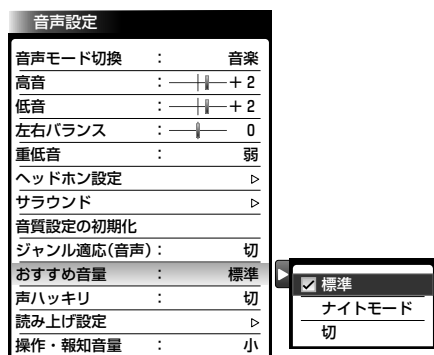 音声設定
音声モード切換 : 音楽
高音 : +2
低音 : +2
左右バランス : 0
重低音 : 弱
ヘッドホン設定
サラウンド
音質設定の初期化
ジャンル適応(音声) : 切
おすすめ音量 : 標準
声ハッキリ : 切
読み上げ設定
操作・報知音量 : 小
標準
ナイトモード
切